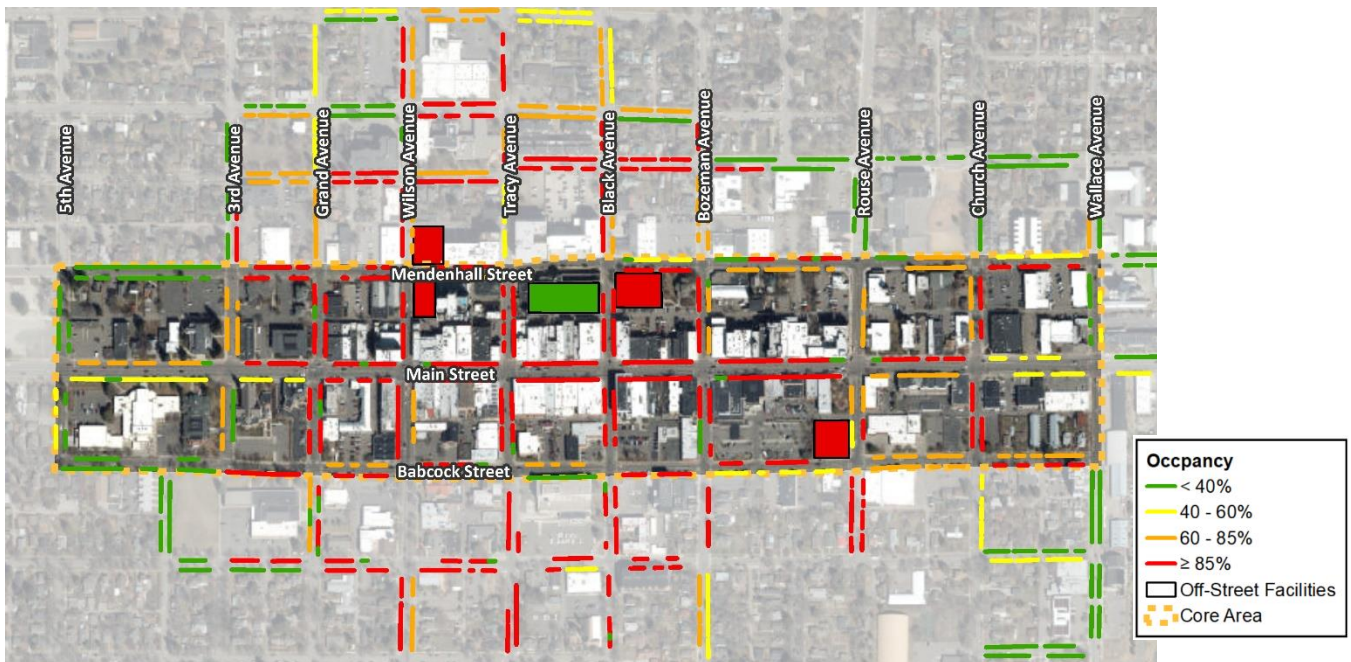 5th Avenue
3rd Avenue
Grand Avenue
Wilson Avenue
Tracy Avenue
Black Avenue
Bozeman Avenue
Rouse Avenue
Church Avenue
Wallace Avenue
Mendenhall Street
Main Street
Babcock Street
Occpancy
< 40%
40 - 60%
60 - 85%
≥ 85%
Off-Street Facilities
Core Area